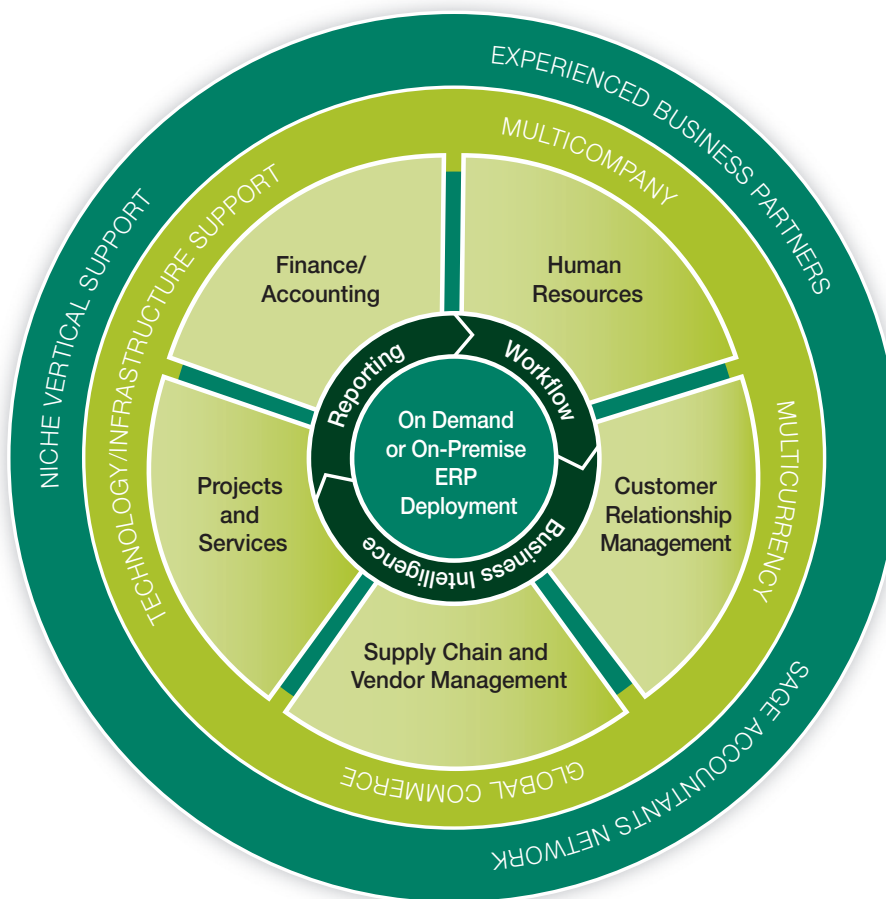 EXPERIENCED BUSINESS PARTNERS
NICHE VERTICAL SUPPORT
SAGE ACCOUNTANTS NETWORK
MULTICOMPANY
TECHNOLOGY/INFRASTRUCTURE SUPPORT
MULTICURRENCY
GLOBAL COMMERCE
Finance/
Accounting
Human
Resources
Projects
and
Services
Customer
Relationship
Management
Supply Chain and
Vendor Management
Reporting
Workflow
Business Intelligence
On Demand
or On-Premise
ERP
Deployment